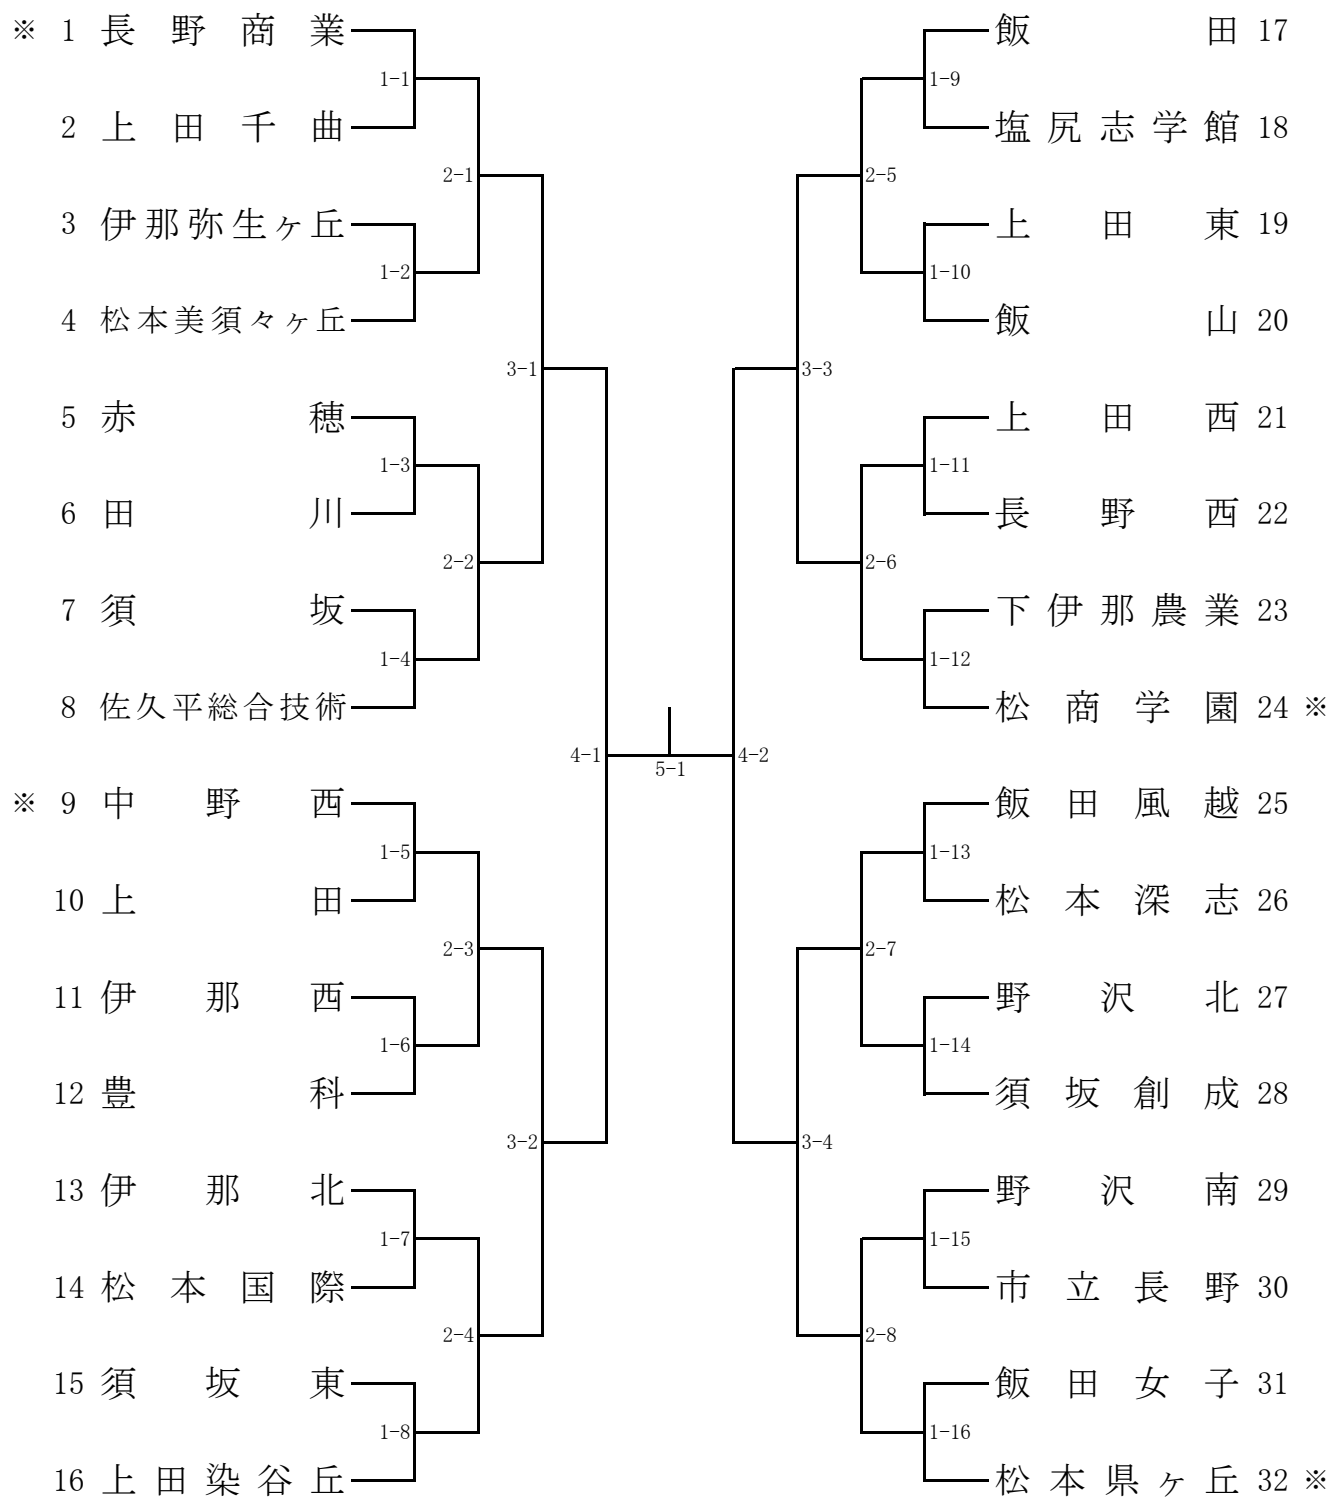 ※ 1 長野商業
1-1
2 上田千曲
2-1
3 伊那弥生ヶ丘
1-2
4 松本美須々ヶ丘
3-1
5 赤穂
1-3
6 田川
2-2
7 須坂
1-4
8 佐久平総合技術
4-1
※ 9 中野西
1-5
10 上田
2-3
11 伊那西
1-6
12 豊科
3-2
13 伊那北
1-7
14 松本国際
2-4
15 須坂東
1-8
16 上田染谷丘
5-1
飯田 17
1-9
塩尻志学館 18
2-5
上田東 19
1-10
飯山 20
3-3
上田西 21
1-11
長野西 22
2-6
下伊那農業 23
1-12
松商学園 24 ※
4-2
飯田風越 25
1-13
松本深志 26
2-7
野沢北 27
1-14
須坂創成 28
3-4
野沢南 29
1-15
市立長野 30
2-8
飯田女子 31
1-16
松本県ヶ丘 32 ※